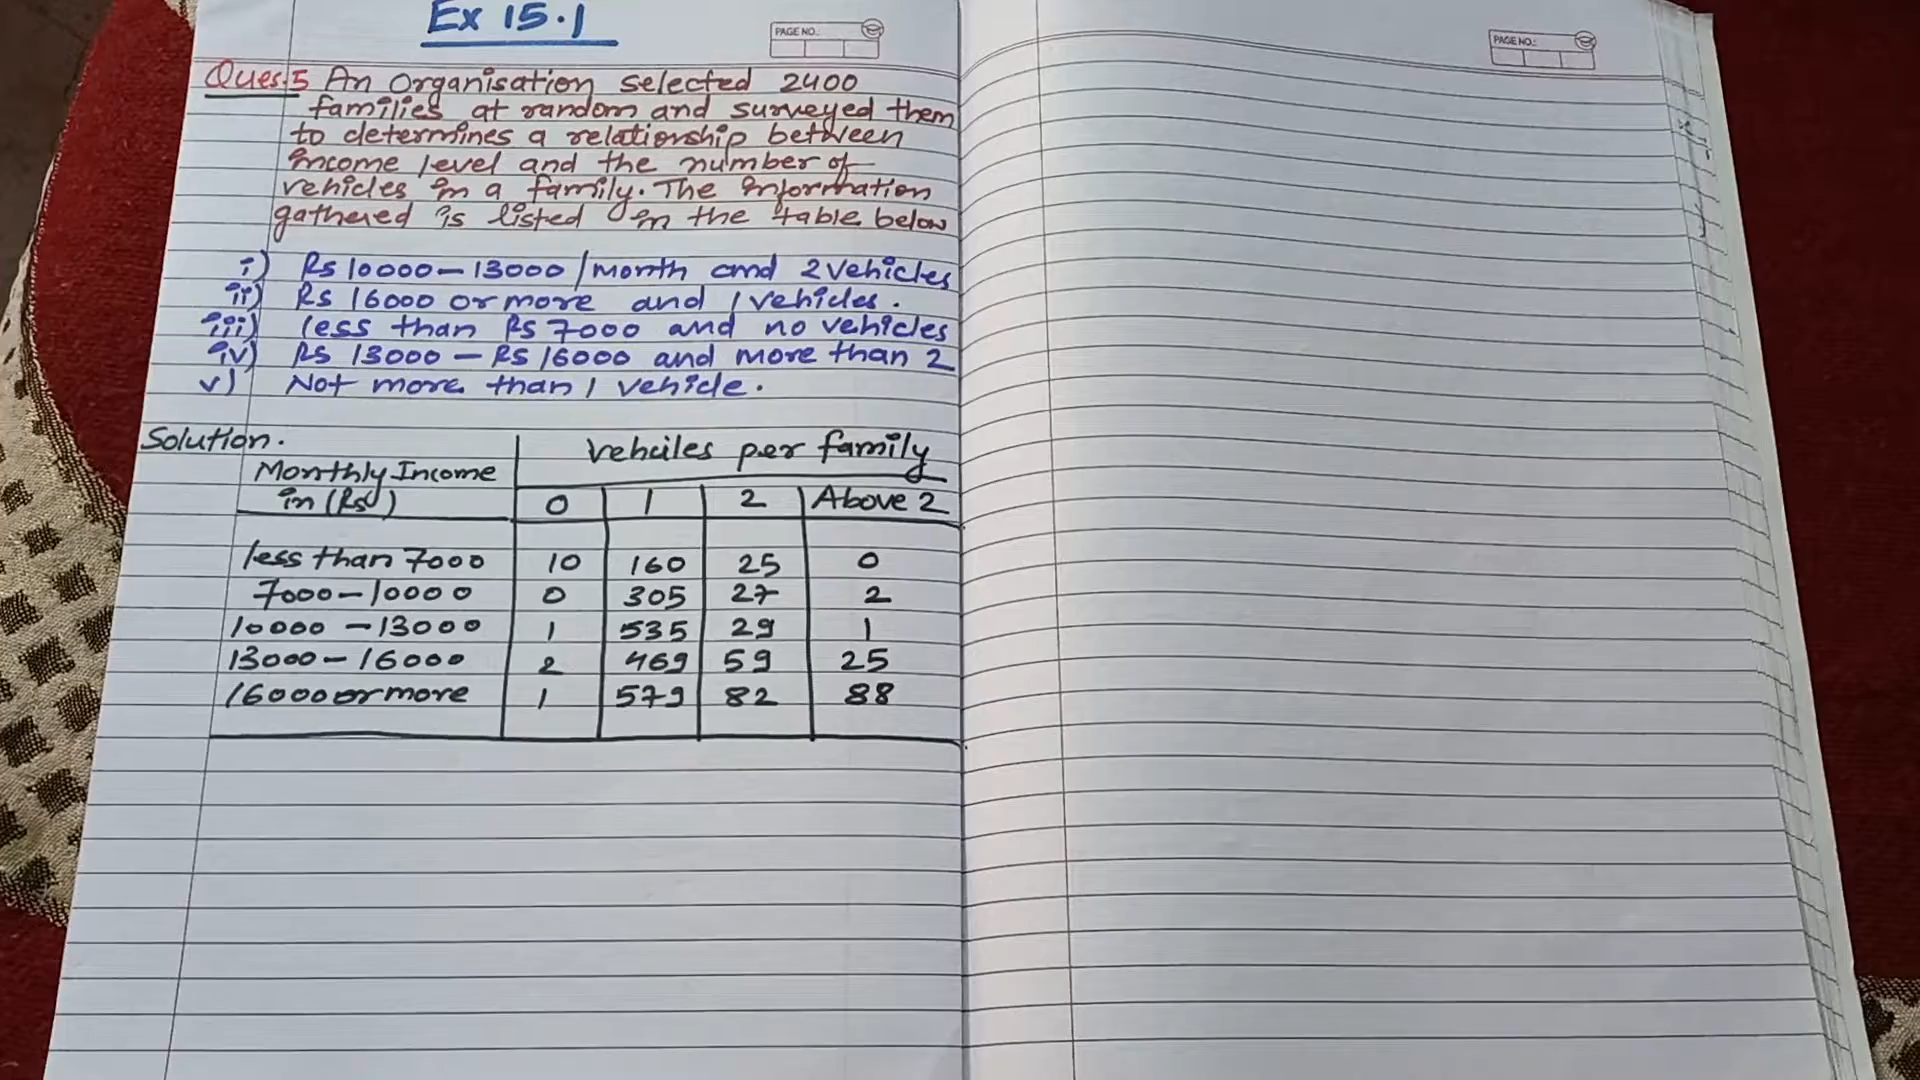 Ex 15.1
PAGE NO.:
PAGE NO.:
Ques:5 An Organisation selected 2400
families at random and surveyed them
to determines a relationship between
income level and the number of
vehicles in a family. The information
gathered is listed in the table below
i) Rs 10000-13000/month and 2 vehicles
ii) Rs 16000 or more and 1 vehicles.
iii) less than Rs 7000 and no vehicles
iv) Rs 13000 - Rs 16000 and more than 2
v) Not more than 1 vehicle.
Solution.
Vehciles per family
Monthly Income
in (Rs) 0 1 2 Above 2
less than 7000 10 160 25 0
7000-10000 0 305 27 2
10000-13000 1 535 29 1
13000-16000 2 469 59 25
16000 or more 1 579 82 88